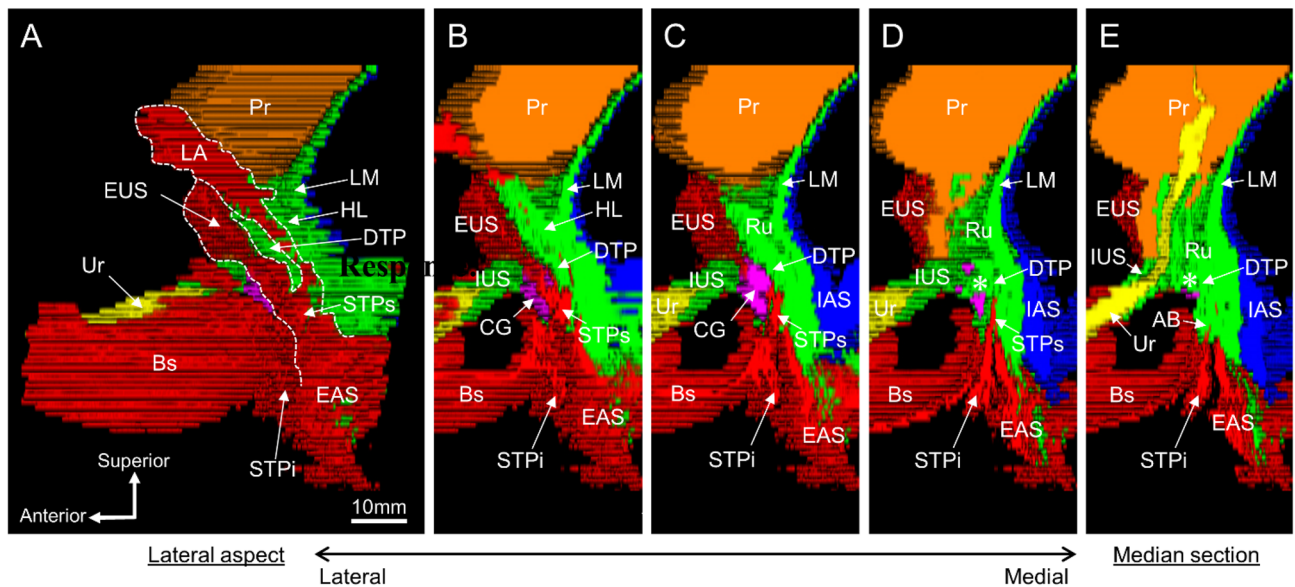 A
Pr
LA
EUS
LM
HL
DTP
Respon
Ur
STPs
Bs
EAS
STPi
Superior
Anterior
10mm
B
Pr
LM
EUS
HL
DTP
IUS
CG
STPs
Bs
EAS
STPi
C
Pr
LM
EUS
Ru
DTP
IUS
Ur
IAS
CG
STPs
Bs
EAS
STPi
D
Pr
LM
EUS
Ru
DTP
IUS
*
Ur
IAS
STPs
Bs
EAS
STPi
E
Pr
LM
EUS
Ru
IUS
DTP
*
IAS
AB
Ur
EAS
STPi
Lateral aspect
Lateral
Medial
Median section